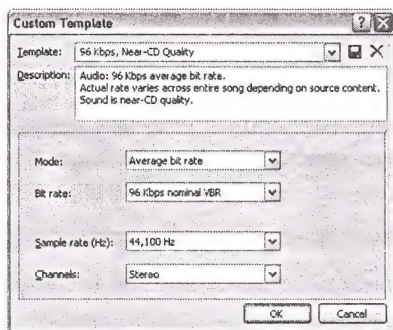 Custom Template
Template: 96 Kbps, Near-CD Quality
Description: Audio: 96 Kbps average bit rate.
Actual rate varies across entire song depending on source content.
Sound is near-CD quality.
Mode: Average bit rate
Bit rate: 96 Kbps nominal VBR
Sample rate (Hz): 44,100 Hz
Channels: Stereo
OK Cancel